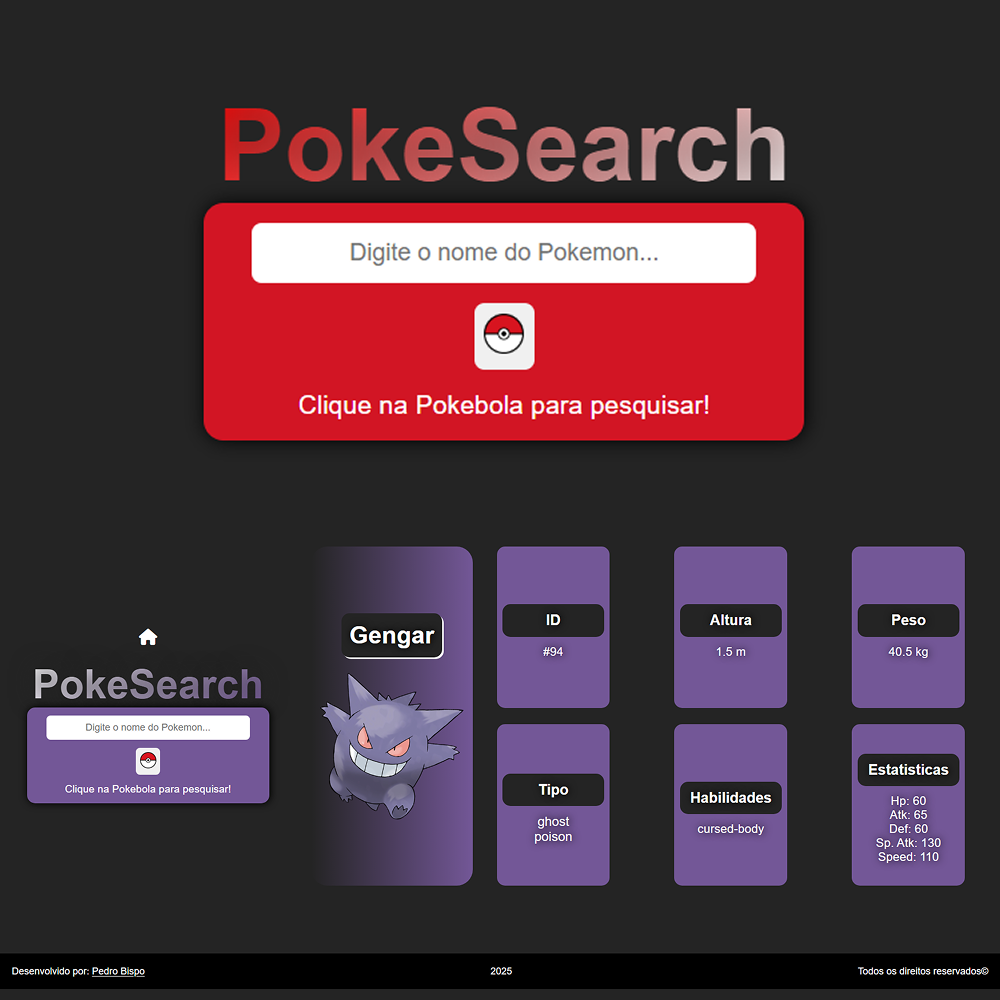 PokeSearch
Digite o nome do Pokemon...
Clique na Pokebola para pesquisar!
PokeSearch
Digite o nome do Pokemon...
Clique na Pokebola para pesquisar!
Gengar
ID
#94
Altura
1.5 m
Peso
40.5 kg
Tipo
ghost
poison
Habilidades
cursed-body
Estatisticas
Hp: 60
Atk: 65
Def: 60
Sp. Atk: 130
Speed: 110
Desenvolvido por: Pedro Bispo
2025
Todos os direitos reservados©